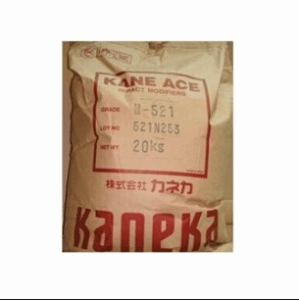 KANE ACE
IMPACT MODIFIERS
GRADE M-521
LOT NO 521N253
NET WT 20kg
株式会社 カネカ
Kaneka